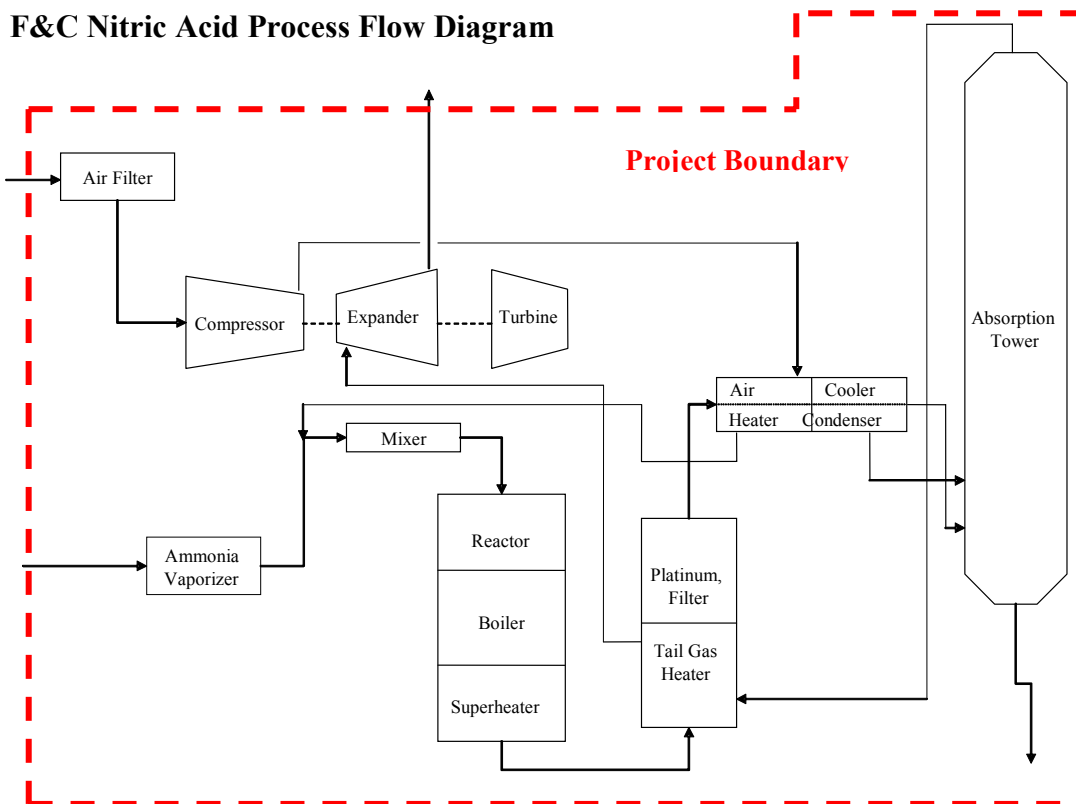 F&C Nitric Acid Process Flow Diagram
Project Boundary
Air Filter
Compressor
Expander
Turbine
Absorption
Tower
Air Cooler
Heater Condenser
Mixer
Reactor
Platinum,
Filter
Ammonia
Vaporizer
Boiler
Tail Gas
Heater
Superheater